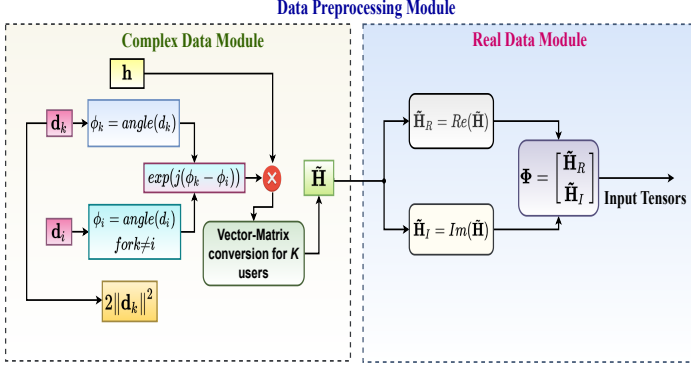 Data Preprocessing Module
Complex Data Module
h
d_k
ϕ_k = angle(d_k)
exp(j(ϕ_k − ϕ_i))
×
d_i
ϕ_i = angle(d_i)
fork≠i
Vector-Matrix
conversion for K
users
2‖d_k‖²
H̃
Real Data Module
H̃_R = Re(H̃)
H̃_I = Im(H̃)
Φ = [H̃_R
H̃_I]
Input Tensors